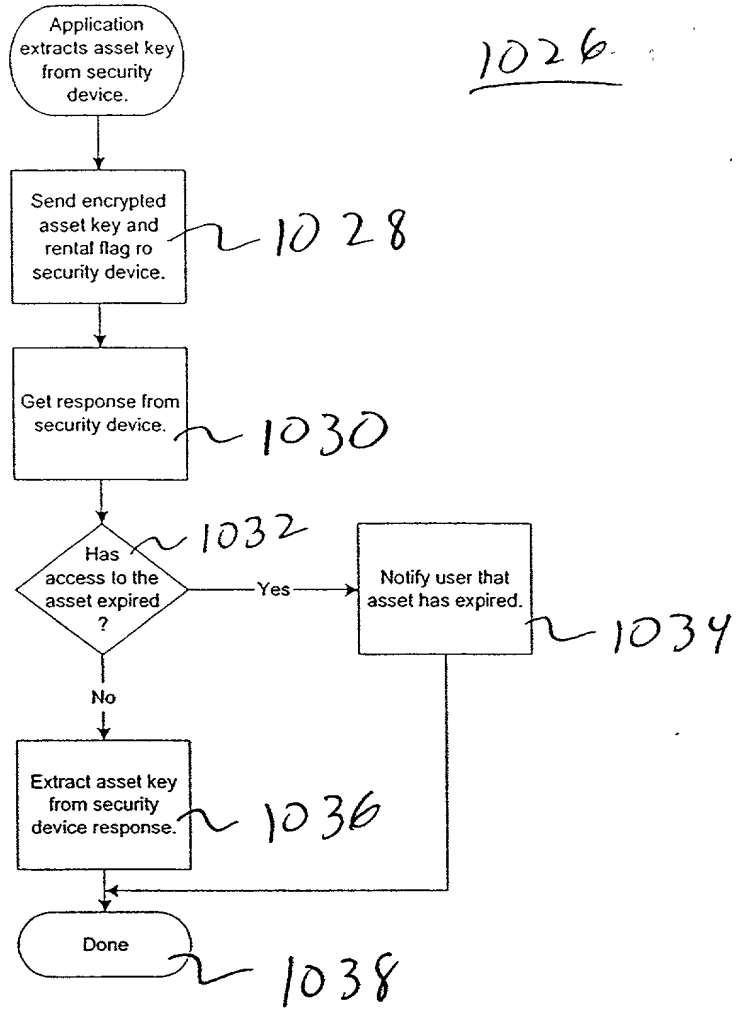 Application
extracts asset key
from security
device.
1026
Send encrypted
asset key and
rental flag ro
security device.
1028
Get response from
security device.
1030
Has
access to the
asset expired
?
1032
Yes
Notify user that
asset has expired.
1034
No
Extract asset key
from security
device response.
1036
Done
1038